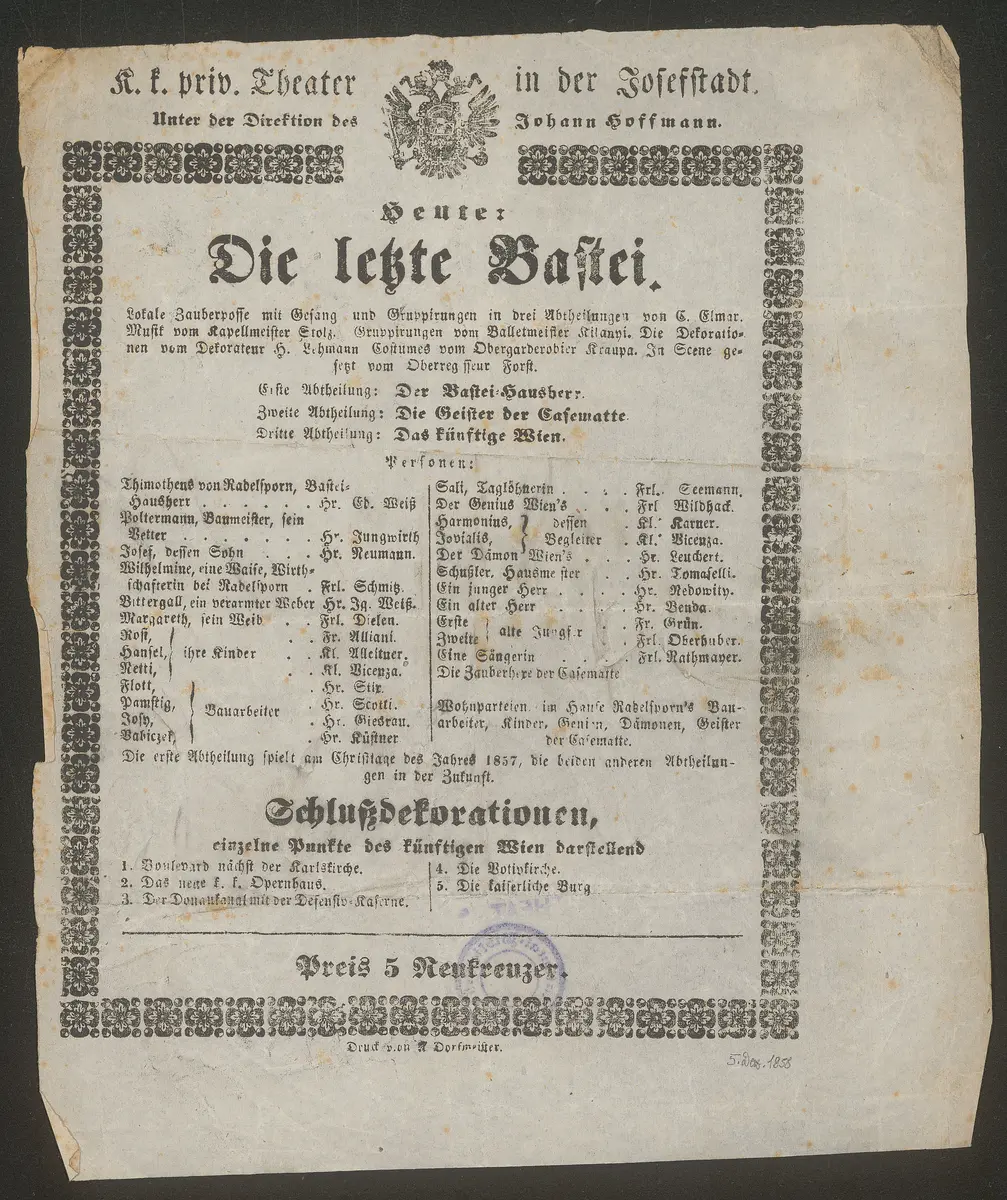 K. k. priv. Theater in der Josefstadt.
Unter der Direktion des Johann Hoffmann.
Heute:
Die letzte Bastei.
Lokale Zauberposse mit Gesang und Gruppirungen in drei Abtheilungen von C. Elmar.
Musik vom Kapellmeister Stolz. Gruppirungen vom Balletmeister Kilanyi. Die Dekoratio-
nen vom Dekorateur H. Lehmann Costumes vom Obergarderobier Kraupa. In Scene ge-
setzt vom Oberregisseur Forst.
Erste Abtheilung: Der Bastei-Hausherr.
Zweite Abtheilung: Die Geister der Casematte.
Dritte Abtheilung: Das künftige Wien.
Personen:
Thimotheus von Radelsporn, Bastei-
Hausherr . . . . . . Hr. Ed. Weiß
Poltermann, Baumeister, sein
Vetter . . . . . . . Hr. Jungwirth
Josef, dessen Sohn . . . Hr. Neumann.
Wilhelmine, eine Waise, Wirth-
schafterin bei Radelsporn . Frl. Schmitz.
Bittergall, ein verarmter Weber Hr. Ig. Weiß.
Margareth, sein Weib . . Frl. Dielen.
Rosi, . . Fr. Alliani.
Hansel, ihre Kinder . . Kl. Alleituer.
Netti, . . Kl. Vicenza.
Flott, . Hr. Stix.
Pamstig, . Hr. Scotti.
Bauarbeiter
Josy, . Hr. Giesrau.
Babiczek, . Hr. Küstner
Sali, Taglöhnerin . . . . Frl. Seemann.
Der Genius Wien's . . . Frl Wildhack.
Harmonius, dessen . Kl. Karner.
Jovialis, Begleiter . Kl. Vicenza.
Der Dämon Wien's . . . Hr. Leuchert.
Schußler, Hausmeister . . Hr. Tomaselli.
Ein junger Herr . . . . Hr. Nedowity.
Ein alter Herr . . . . Hr. Benda.
Erste . . Fr. Grün.
alte Jungfer
Zweite . . Frl. Oberhuber.
Eine Sängerin . . . . Frl. Rathmayer.
Die Zauberhexe der Casematte
Wohnparteien im Hause Ratzelsporn's Bau-
arbeiter, Kinder, Genien, Dämonen, Geister
der Casematte.
Die erste Abtheilung spielt am Christtage des Jahres 1857, die beiden anderen Abtheilun-
gen in der Zukunft.
Schlußdekorationen,
einzelne Punkte des künftigen Wien darstellend
1. Boulevard nächst der Karlskirche.
2. Das neue k. k. Opernhaus.
3. Der Donaukanal mit der Defensiv-Kaserne.
4. Die Votivkirche.
5. Die kaiserliche Burg
Preis 5 Neukreuzer.
Druck von A Dorfmeister.
5. Dez. 1858